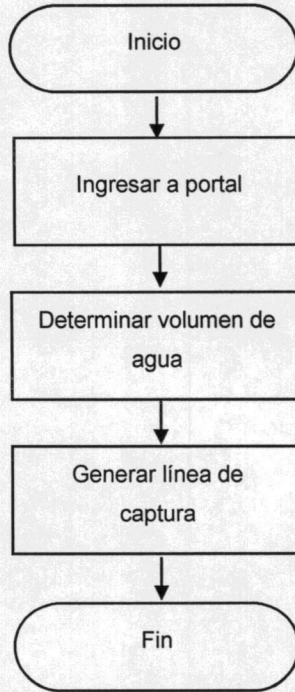 Inicio
Ingresar a portal
Determinar volumen de
agua
Generar línea de
captura
Fin